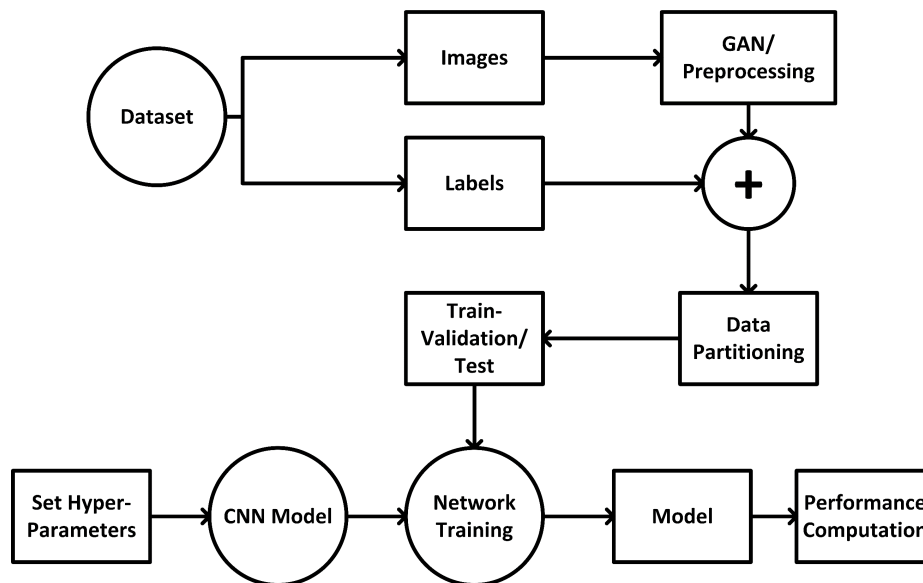 Dataset
Images
GAN/
Preprocessing
Labels
+
Train-
Validation/
Test
Data
Partitioning
Set Hyper-
Parameters
CNN Model
Network
Training
Model
Performance
Computation